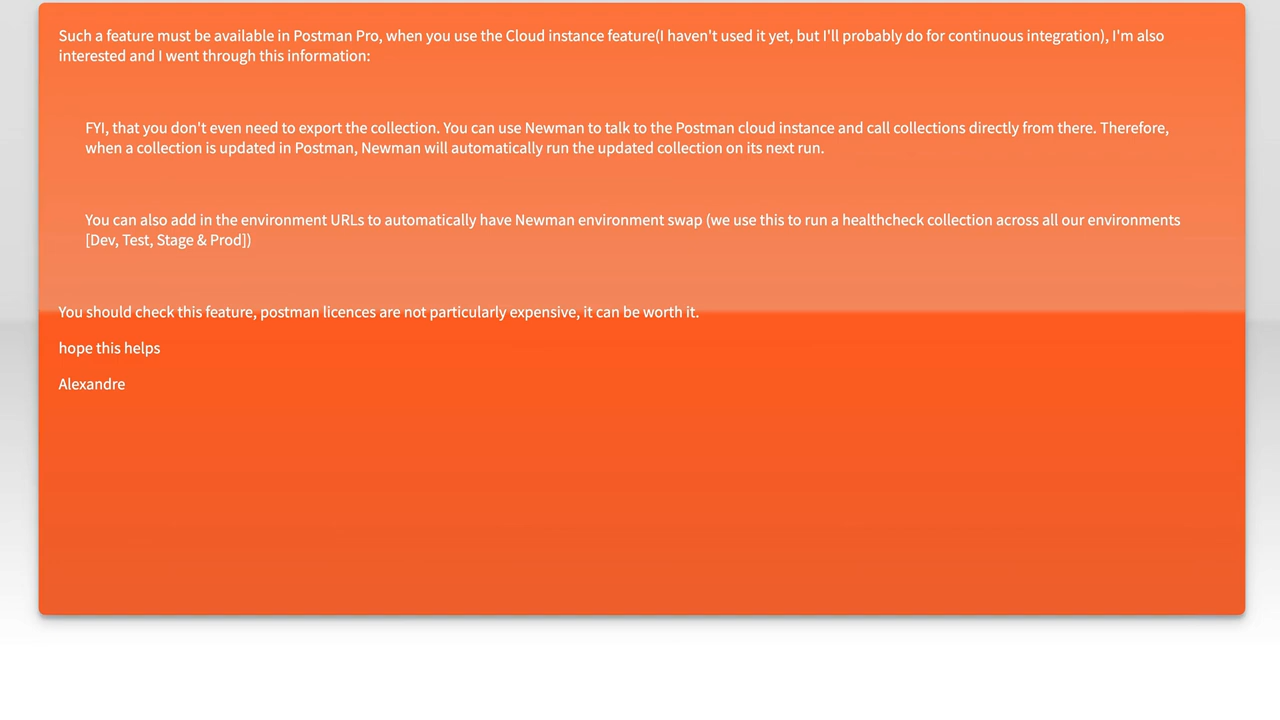 Such a feature must be available in Postman Pro, when you use the Cloud instance feature(I haven't used it yet, but I'll probably do for continuous integration), I'm also
interested and I went through this information:
FYI, that you don't even need to export the collection. You can use Newman to talk to the Postman cloud instance and call collections directly from there. Therefore,
when a collection is updated in Postman, Newman will automatically run the updated collection on its next run.
You can also add in the environment URLs to automatically have Newman environment swap (we use this to run a healthcheck collection across all our environments
[Dev, Test, Stage & Prod])
You should check this feature, postman licences are not particularly expensive, it can be worth it.
hope this helps
Alexandre